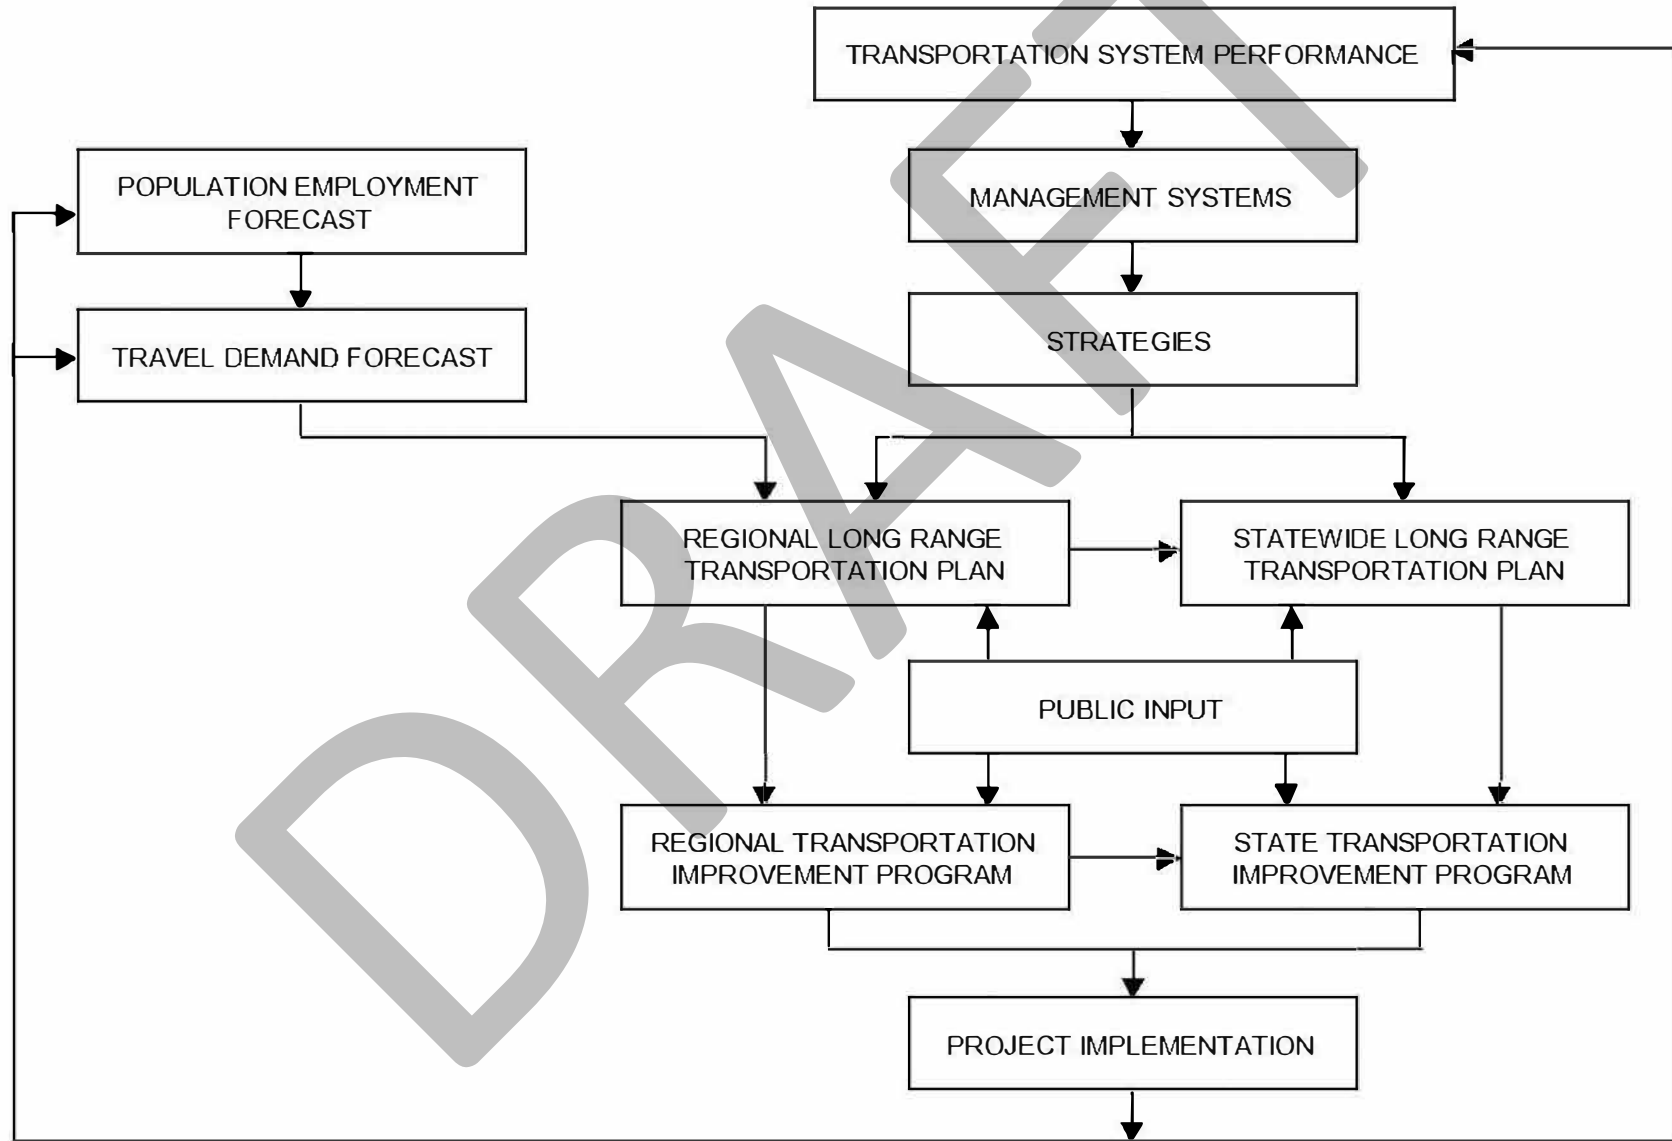 TRANSPORTATION SYSTEM PERFORMANCE
POPULATION EMPLOYMENT
FORECAST
MANAGEMENT SYSTEMS
TRAVEL DEMAND FORECAST
STRATEGIES
REGIONAL LONG RANGE
TRANSPORTATION PLAN
STATEWIDE LONG RANGE
TRANSPORTATION PLAN
PUBLIC INPUT
REGIONAL TRANSPORTATION
IMPROVEMENT PROGRAM
STATE TRANSPORTATION
IMPROVEMENT PROGRAM
PROJECT IMPLEMENTATION
DRAFT